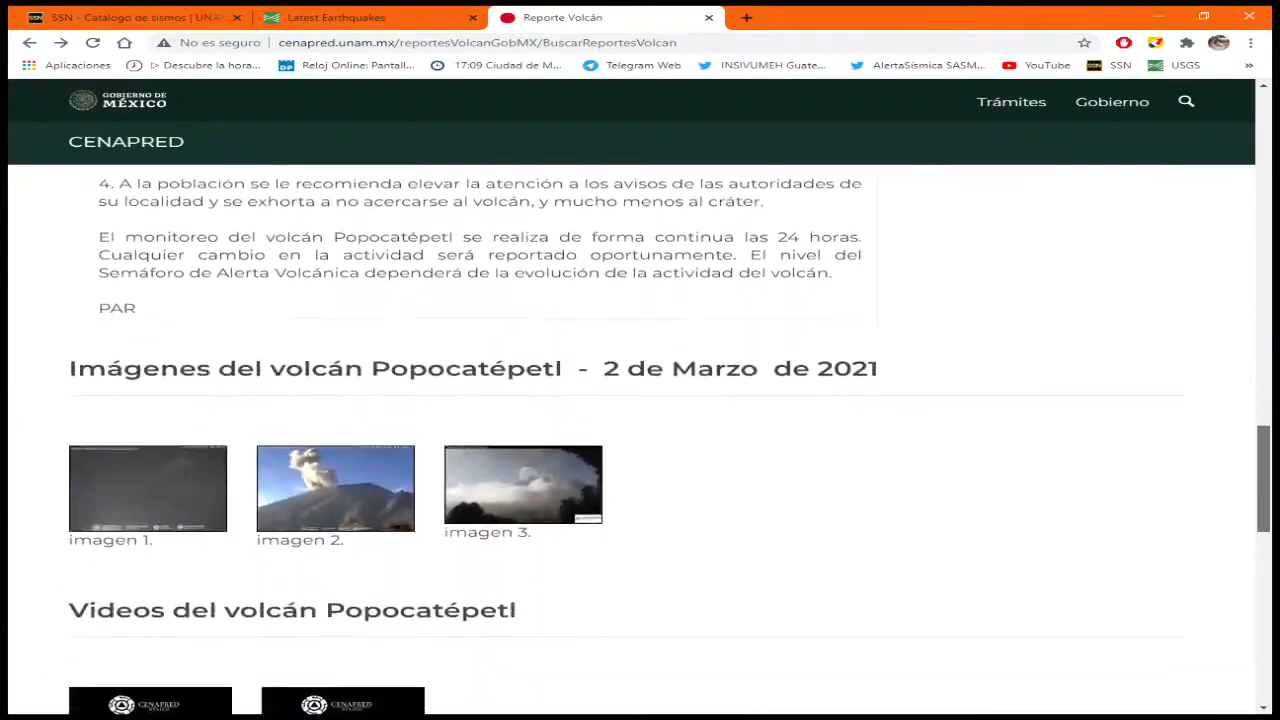 SSN - Catálogo de sismos | UNA
Latest Earthquakes
Reporte Volcán
No es seguro
cenapred.unam.mx/reportesVolcanGobMX/BuscarReportesVolcan
Aplicaciones
▷ Descubre la hora...
Reloj Online: Pantall...
17:09 Ciudad de M...
Telegram Web
INSIVUMEH Guate...
AlertaSísmica SASM...
YouTube
SSN
USGS
GOBIERNO DE
MÉXICO
Trámites
Gobierno
CENAPRED
4. A la población se le recomienda elevar la atención a los avisos de las autoridades de
su localidad y se exhorta a no acercarse al volcán, y mucho menos al cráter.
El monitoreo del volcán Popocatépetl se realiza de forma continua las 24 horas.
Cualquier cambio en la actividad será reportado oportunamente. El nivel del
Semáforo de Alerta Volcánica dependerá de la evolución de la actividad del volcán.
PAR
Imágenes del volcán Popocatépetl - 2 de Marzo de 2021
imagen 1.
imagen 2.
imagen 3.
Videos del volcán Popocatépetl
CENAPRED
MÉXICO
CENAPRED
MÉXICO